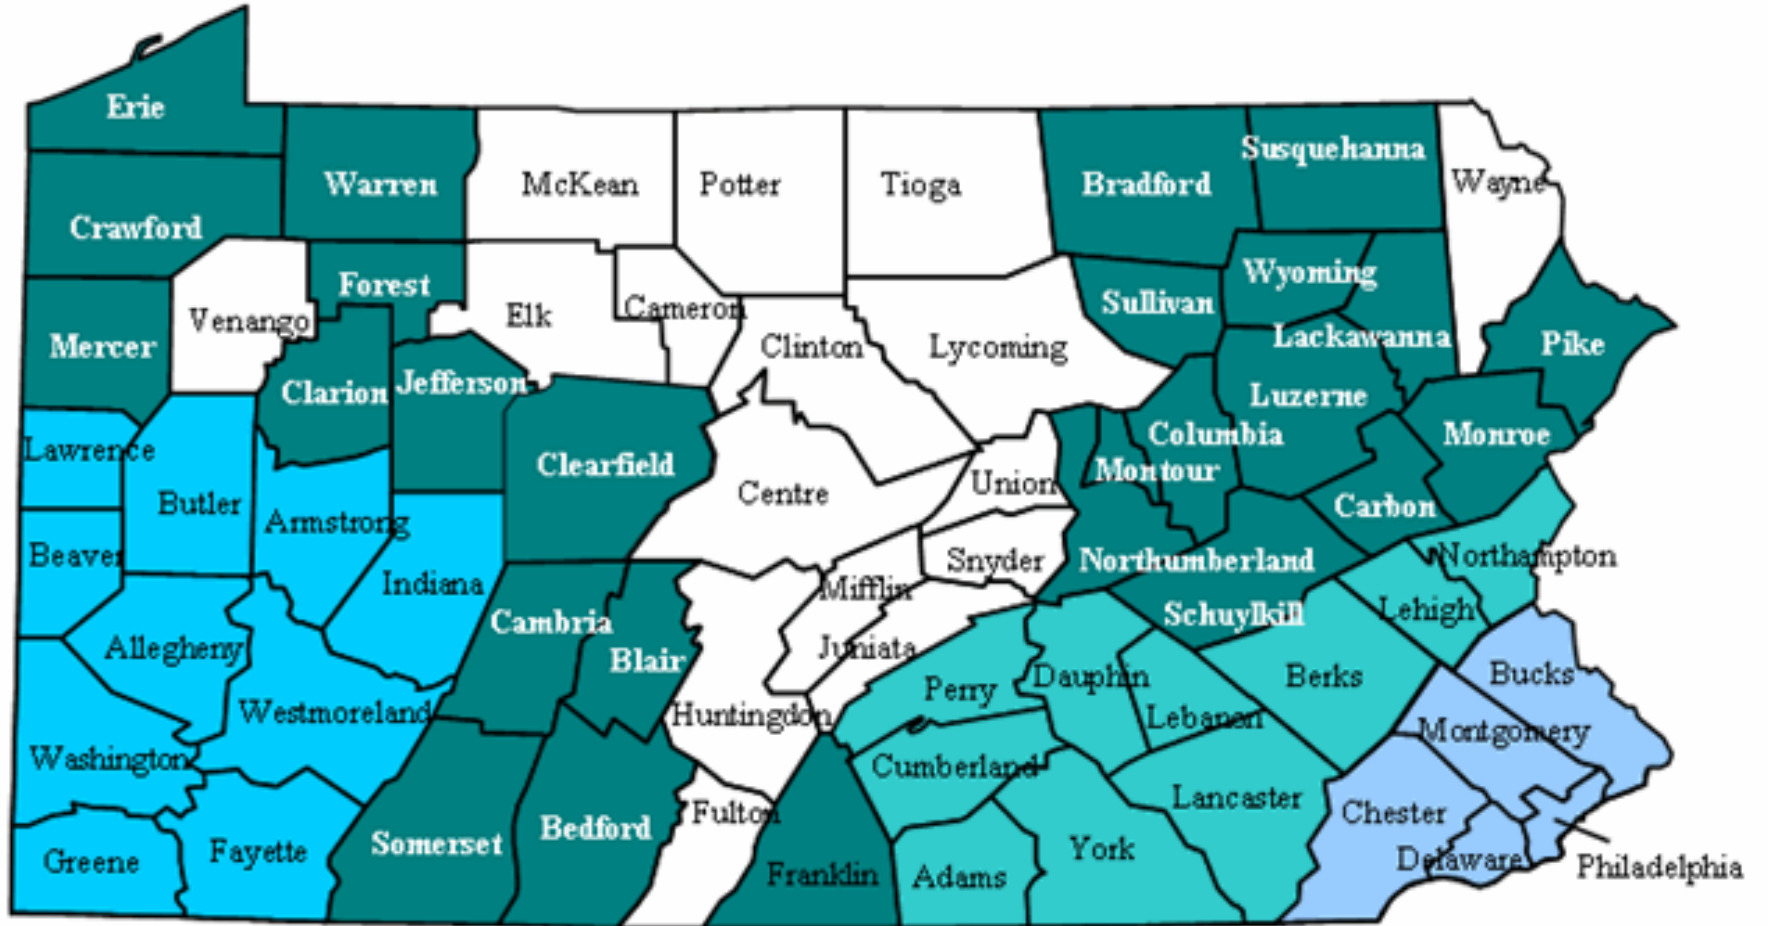 Erie
Susquehanna
Warren
McKean
Potter
Tioga
Bradford
Wayne
Crawford
Forest
Wyoming
Venango
Elk
Cameron
Sullivan
Mercer
Clinton
Lycoming
Lackawanna
Pike
Clarion
Jefferson
Luzerne
Lawrence
Clearfield
Columbia
Monroe
Montour
Butler
Centre
Union
Armstrong
Carbon
Beaver
Indiana
Snyder
Northumberland
Northampton
Mifflin
Cambria
Schuylkill
Lehigh
Allegheny
Blair
Juniata
Perry
Dauphin
Berks
Bucks
Westmoreland
Huntingdon
Lebanon
Montgomery
Washington
Cumberland
Lancaster
Fulton
Chester
Somerset
Bedford
Greene
Fayette
York
Delaware
Philadelphia
Franklin
Adams